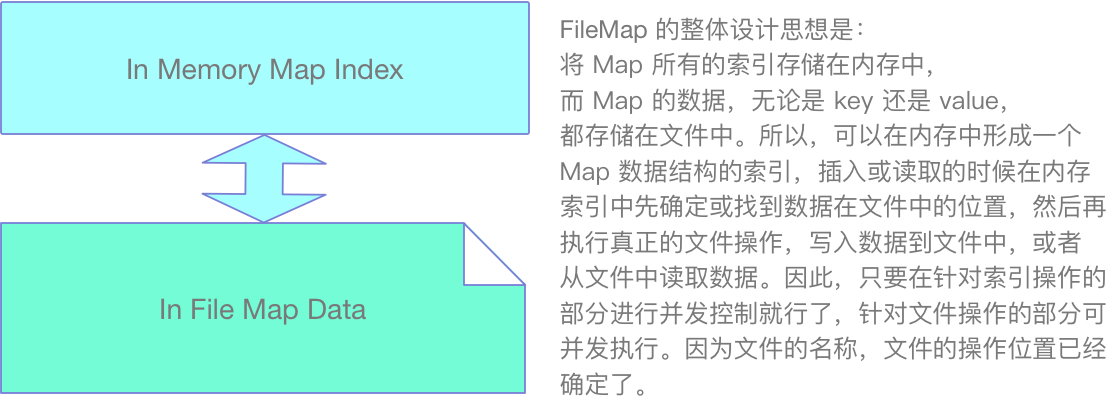 In Memory Map Index
In File Map Data
FileMap 的整体设计思想是：
将 Map 所有的索引存储在内存中，
而 Map 的数据，无论是 key 还是 value，
都存储在文件中。所以，可以在内存中形成一个
Map 数据结构的索引，插入或读取的时候在内存
索引中先确定或找到数据在文件中的位置，然后再
执行真正的文件操作，写入数据到文件中，或者
从文件中读取数据。因此，只要在针对索引操作的
部分进行并发控制就行了，针对文件操作的部分可
并发执行。因为文件的名称，文件的操作位置已经
确定了。